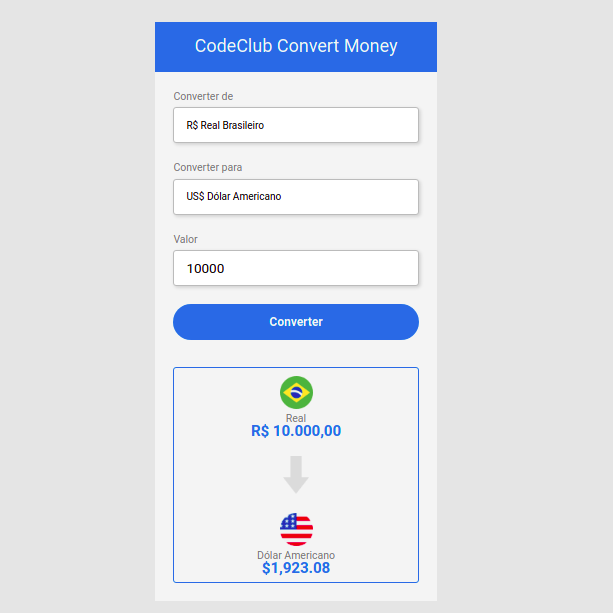 CodeClub Convert Money
Converter de
R$ Real Brasileiro
Converter para
US$ Dólar Americano
Valor
10000
Converter
Real
R$ 10.000,00
Dólar Americano
$1,923.08